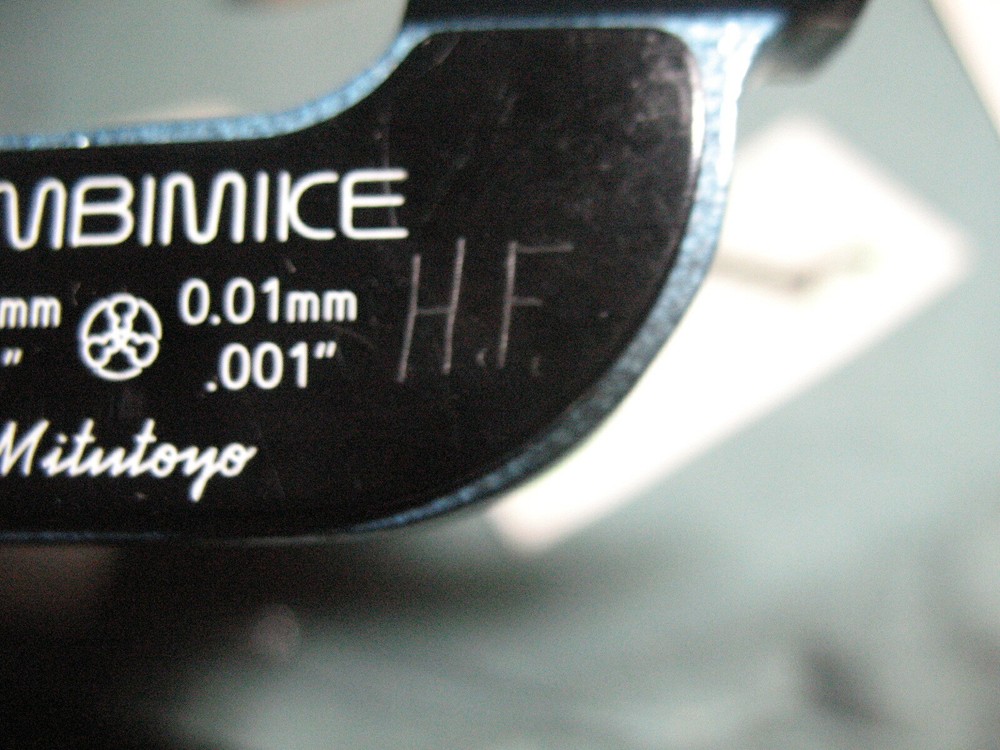 MBIMIKE
H.F.
mm 0.01mm
" .001"
Mitutoyo